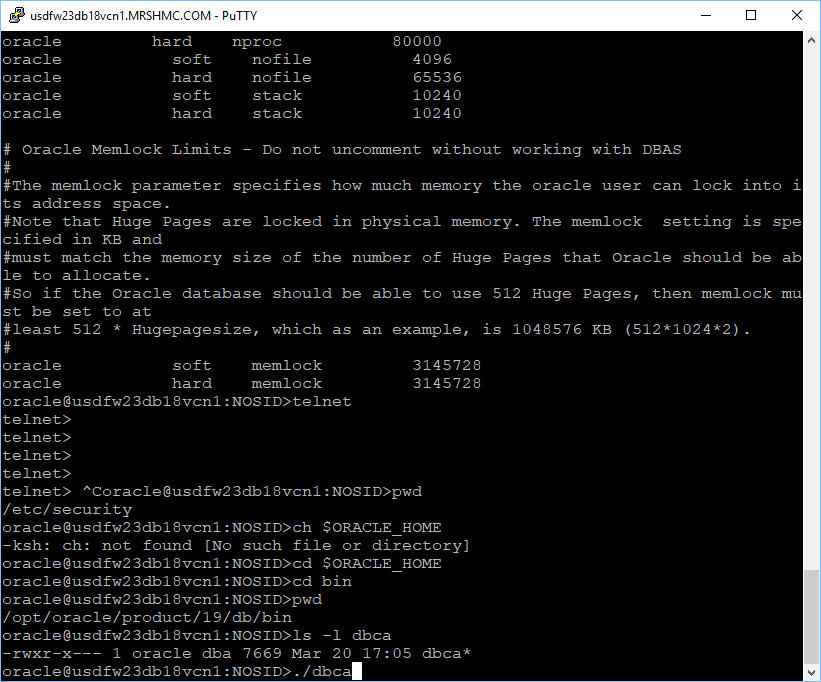 usdfw23db18vcn1.MRSHMC.COM - PuTTY
oracle         hard    nproc           80000
oracle           soft    nofile          4096
oracle           hard    nofile          65536
oracle           soft    stack           10240
oracle           hard    stack           10240
# Oracle Memlock Limits - Do not uncomment without working with DBAS
#
#The memlock parameter specifies how much memory the oracle user can lock into i
ts address space.
#Note that Huge Pages are locked in physical memory. The memlock  setting is spe
cified in KB and
#must match the memory size of the number of Huge Pages that Oracle should be ab
le to allocate.
#So if the Oracle database should be able to use 512 Huge Pages, then memlock mu
st be set to at
#least 512 * Hugepagesize, which as an example, is 1048576 KB (512*1024*2).
#
oracle           soft    memlock         3145728
oracle           hard    memlock         3145728
oracle@usdfw23db18vcn1:NOSID>telnet
telnet>
telnet>
telnet>
telnet>
telnet> ^Coracle@usdfw23db18vcn1:NOSID>pwd
/etc/security
oracle@usdfw23db18vcn1:NOSID>ch $ORACLE_HOME
-ksh: ch: not found [No such file or directory]
oracle@usdfw23db18vcn1:NOSID>cd $ORACLE_HOME
oracle@usdfw23db18vcn1:NOSID>cd bin
oracle@usdfw23db18vcn1:NOSID>pwd
/opt/oracle/product/19/db/bin
oracle@usdfw23db18vcn1:NOSID>ls -l dbca
-rwxr-x--- 1 oracle dba 7669 Mar 20 17:05 dbca*
oracle@usdfw23db18vcn1:NOSID>./dbca